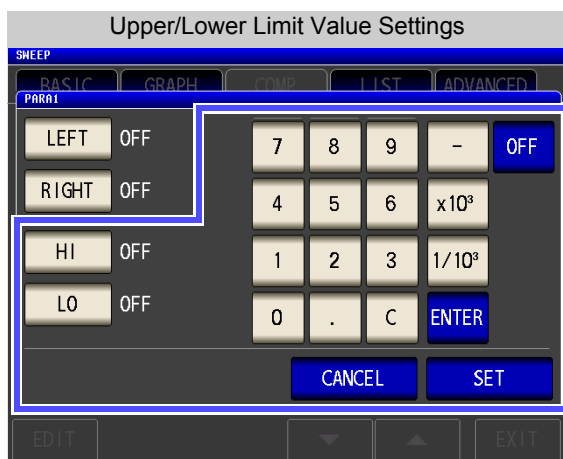 Upper/Lower Limit Value Settings
SWEEP
BASIC GRAPH COMP LIST ADVANCED
PARA1
LEFT OFF 7 8 9 - OFF
RIGHT OFF 4 5 6 x10³
HI OFF 1 2 3 1/10³
LO OFF 0 . C ENTER
CANCEL SET
EDIT EXIT